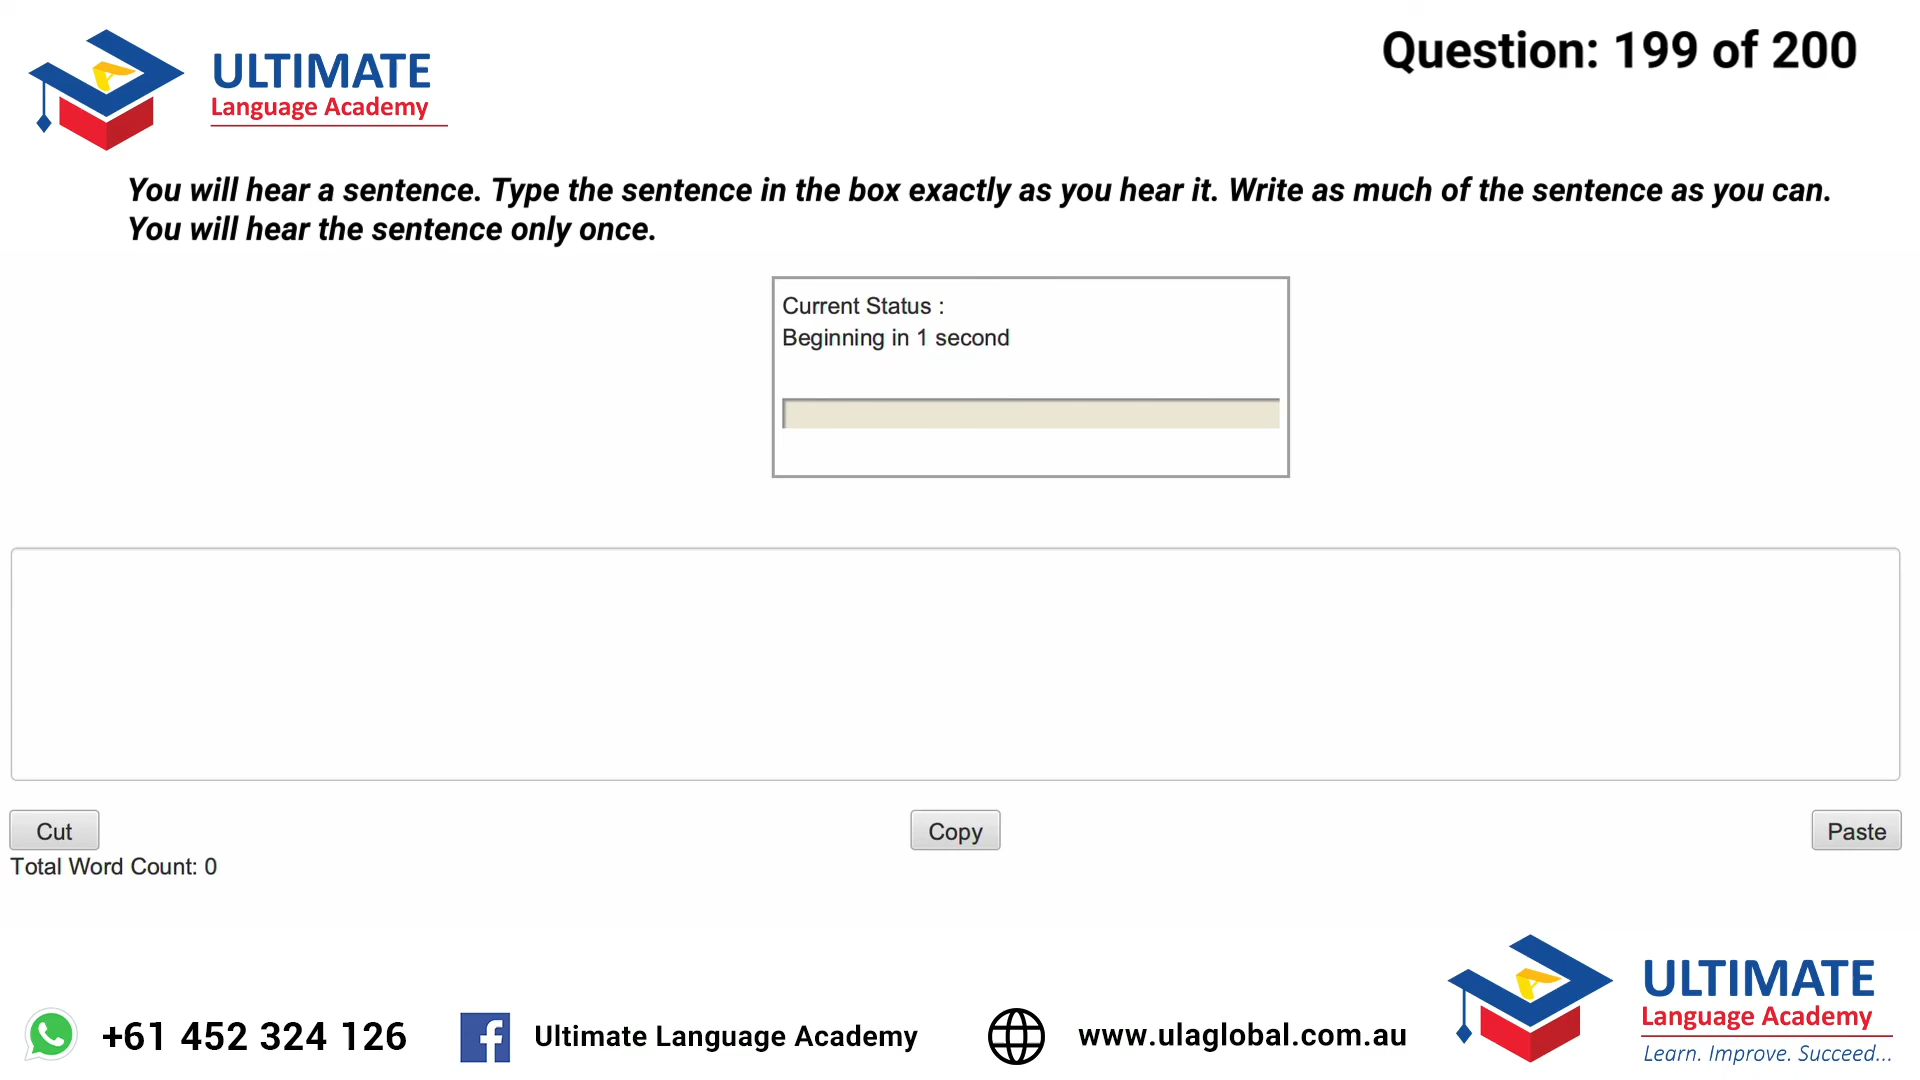 ULTIMATE
Language Academy
Question: 199 of 200
You will hear a sentence. Type the sentence in the box exactly as you hear it. Write as much of the sentence as you can.
You will hear the sentence only once.
Current Status :
Beginning in 1 second
Cut
Copy
Paste
Total Word Count: 0
+61 452 324 126
Ultimate Language Academy
www.ulaglobal.com.au
ULTIMATE
Language Academy
Learn. Improve. Succeed...